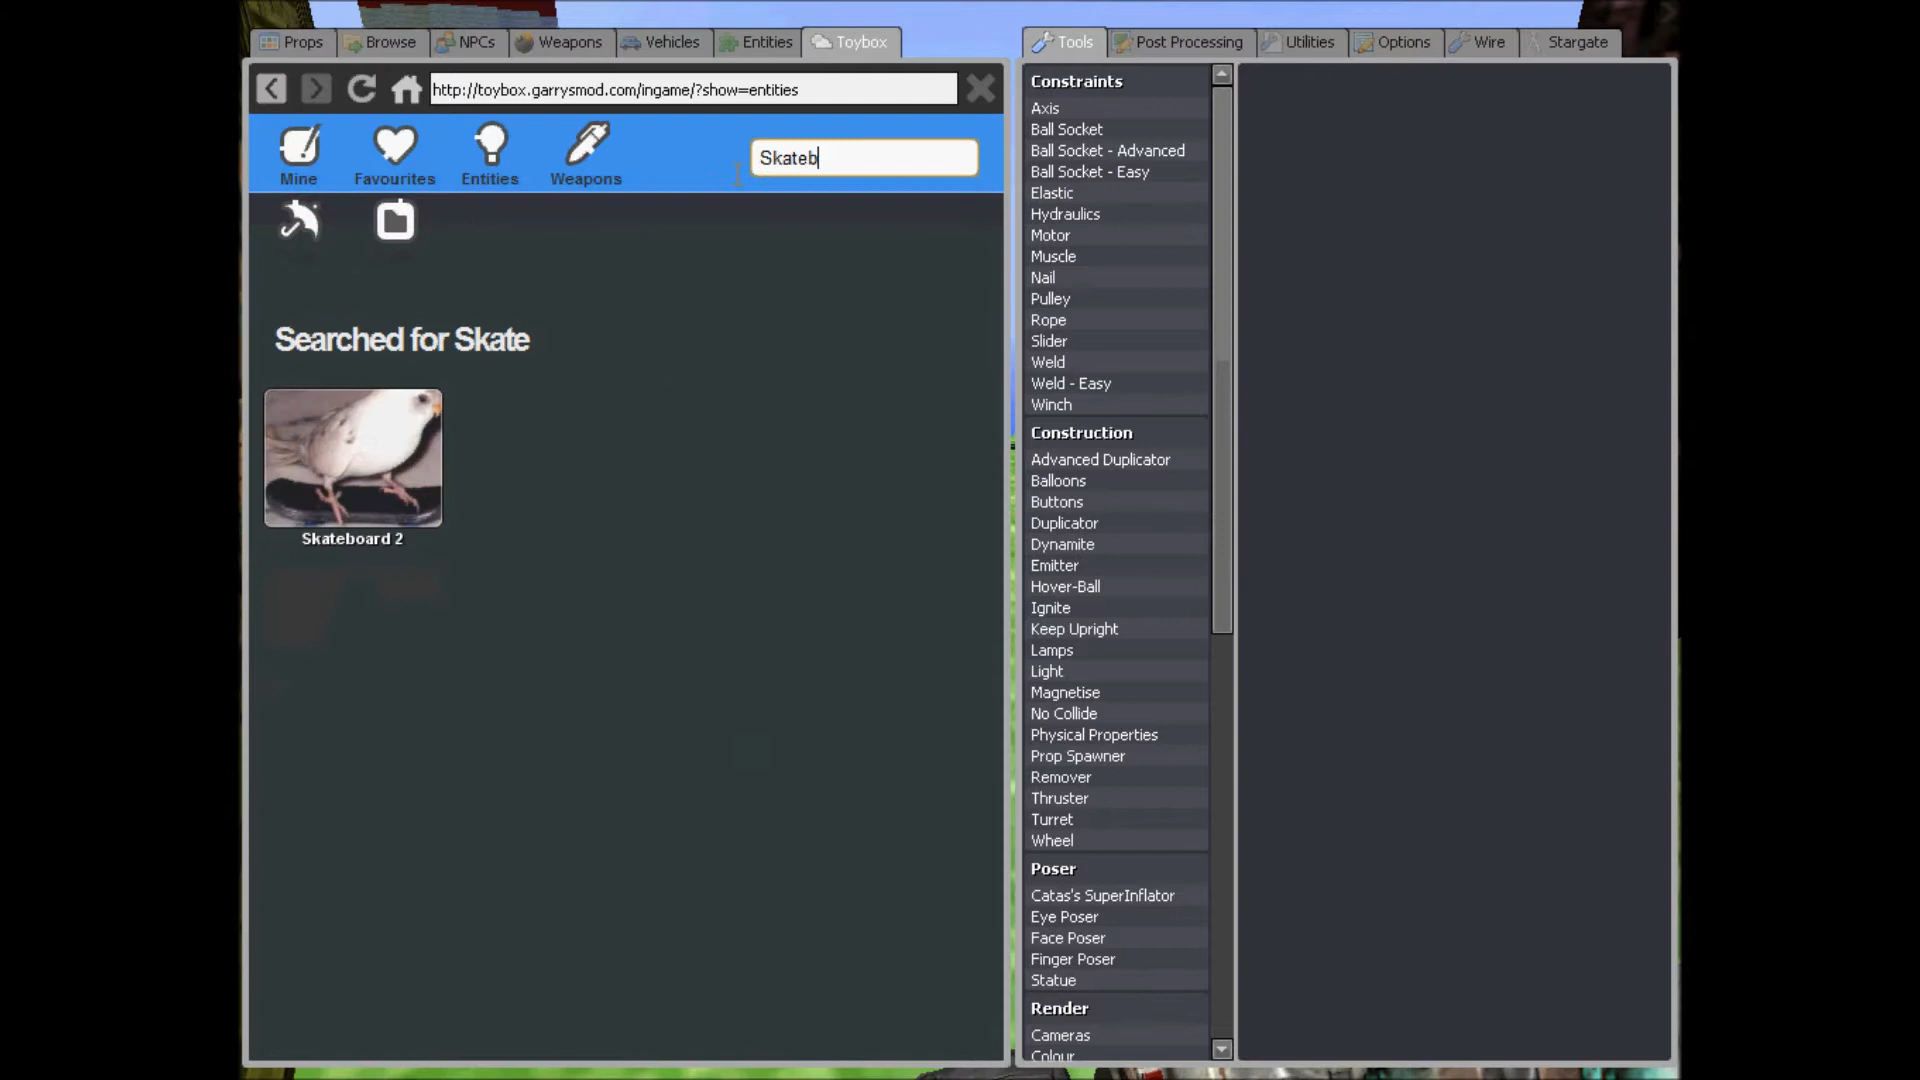 Props Browse NPCs Weapons Vehicles Entities Toybox
Tools Post Processing Utilities Options Wire Stargate
http://toybox.garrysmod.com/ingame/?show=entities
Mine Favourites Entities Weapons
Skateb
Searched for Skate
Skateboard 2
Constraints
Axis
Ball Socket
Ball Socket - Advanced
Ball Socket - Easy
Elastic
Hydraulics
Motor
Muscle
Nail
Pulley
Rope
Slider
Weld
Weld - Easy
Winch
Construction
Advanced Duplicator
Balloons
Buttons
Duplicator
Dynamite
Emitter
Hover-Ball
Ignite
Keep Upright
Lamps
Light
Magnetise
No Collide
Physical Properties
Prop Spawner
Remover
Thruster
Turret
Wheel
Poser
Catas's SuperInflator
Eye Poser
Face Poser
Finger Poser
Statue
Render
Cameras
Colour